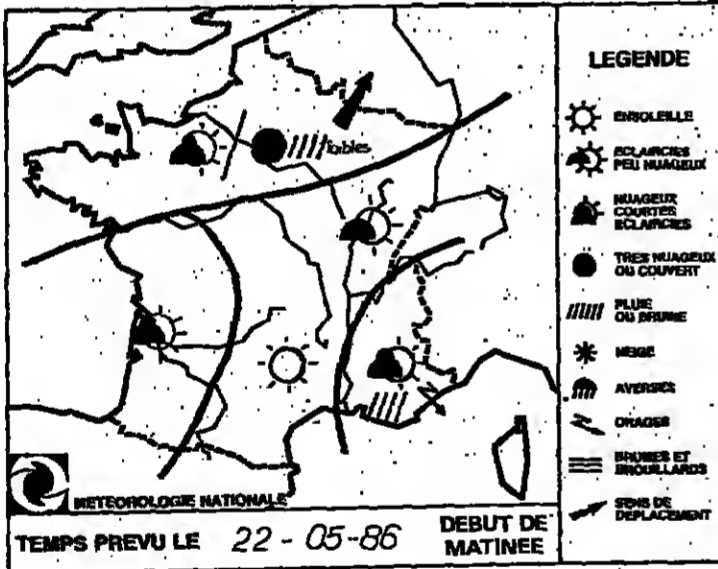 faibles
METEOROLOGIE NATIONALE
TEMPS PREVU LE 22-05-86 DEBUT DE
MATINEE
LEGENDE
ENSOLEILLE
ECLAIRCIES
PEU NUAGEUX
NUAGEUX
COURTES
ECLAIRCIES
TRES NUAGEUX
OU COUVERT
PLUIE
OU BRUME
NEIGE
AVERSES
ORAGES
BRUMES ET
BROUILLARDS
SENS DE
DEPLACEMENT